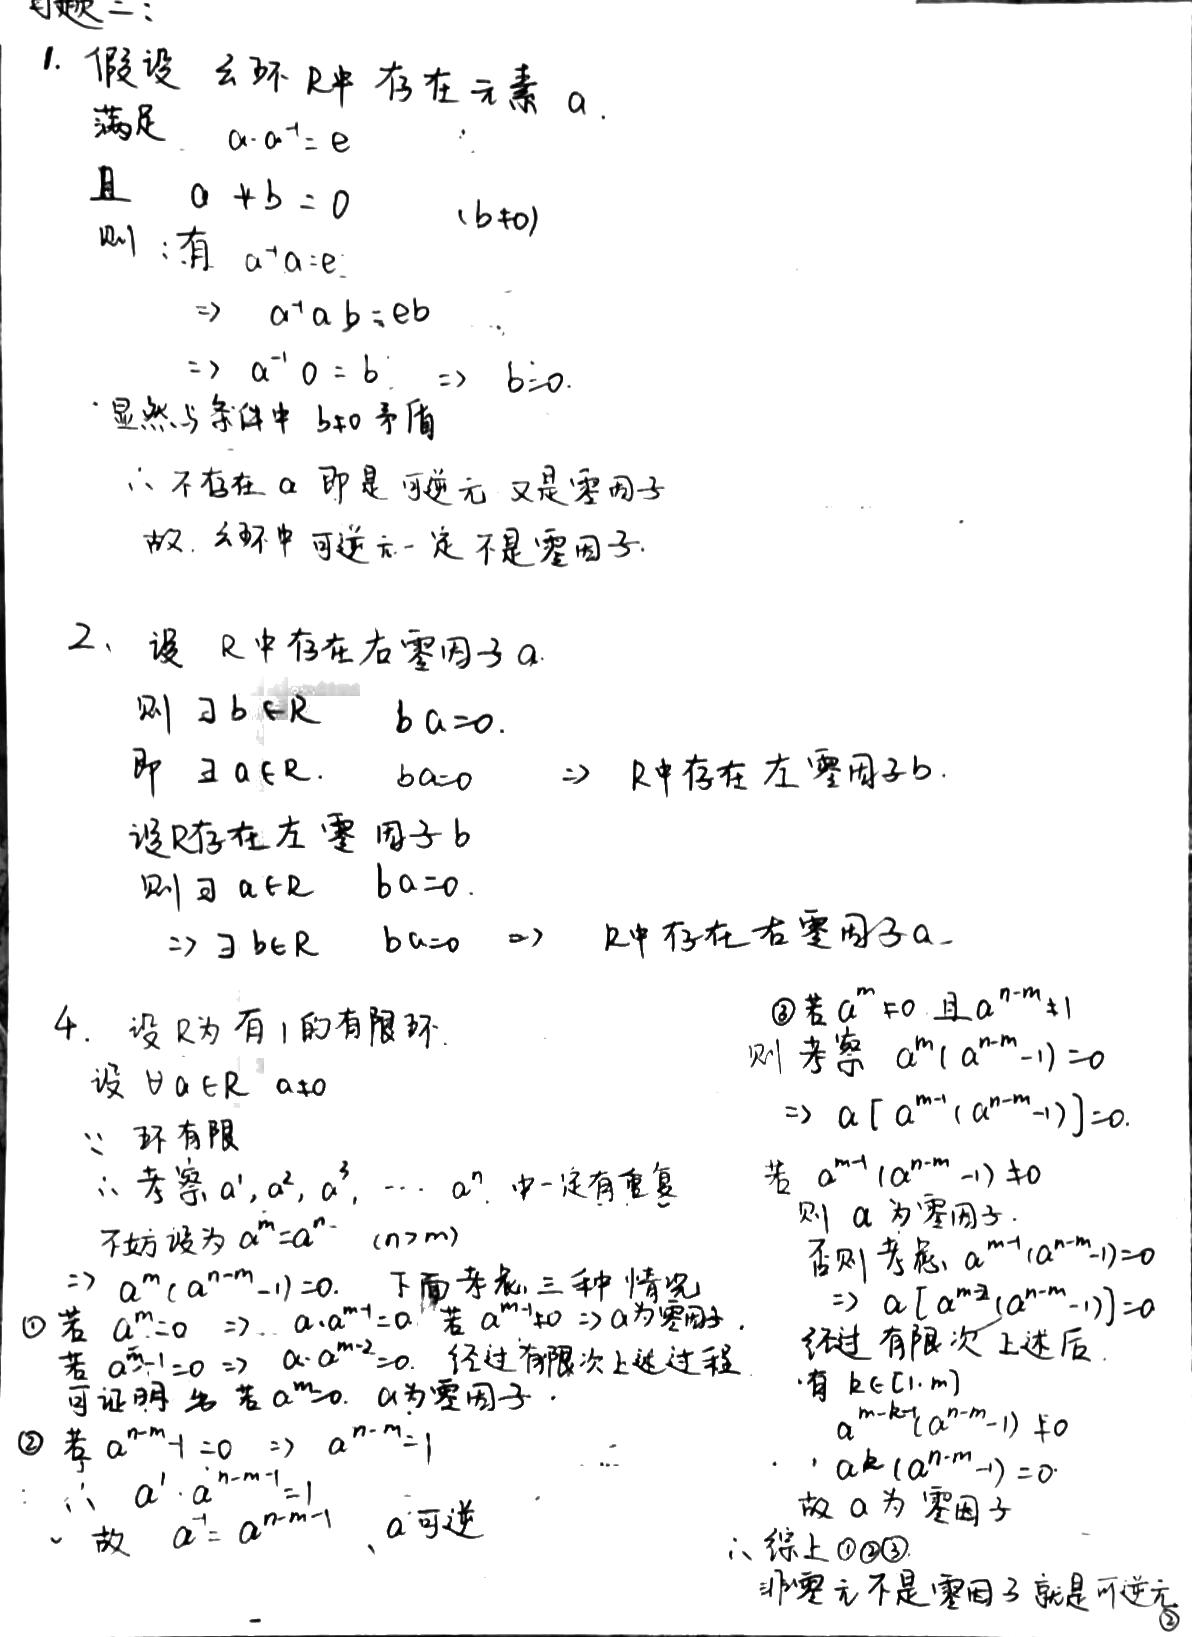 习题二:
1. 假设 幺环 R中 存在元素 a.
满足 a·a⁻¹=e
且 a*b=0 (b≠0)
则:有 a⁻¹a=e
=> a⁻¹ab=eb
=> a⁻¹0=b => b=0.
显然与条件中 b≠0 矛盾
∴ 不存在 a 即是 可逆元 又是零因子
故 幺环中 可逆元一定不是零因子.
2、 设 R中存在右零因子a.
则 ∃b∈R ba=0.
即 ∃a∈R. ba=0 => R中存在左零因子b.
设R存在左零因子b
则∃a∈R ba=0.
=>∃b∈R ba=0 => R中存在右零因子a.
4. 设R为有1的有限环.
设 ∀a∈R a≠0
∵ 环有限
∴ 考察 a¹, a², a³, ··· aⁿ 中一定有重复
不妨设为 aᵐ=aⁿ (n>m)
=> aᵐ(aⁿ⁻ᵐ-1)=0. 下面考虑三种情况
① 若 aᵐ=0 => a·aᵐ⁻¹=0 若 aᵐ⁻¹≠0 => a为零因子.
若 aᵐ⁻¹=0 => a·aᵐ⁻²=0. 经过有限次上述过程
可证明 若 aᵐ=0. a为零因子.
② 若 aⁿ⁻ᵐ-1=0 => aⁿ⁻ᵐ=1
∴ a¹·aⁿ⁻ᵐ⁻¹=1
故 a⁻¹=aⁿ⁻ᵐ⁻¹、a可逆
③ 若 aᵐ≠0 且 aⁿ⁻ᵐ≠1
则 考察 aᵐ(aⁿ⁻ᵐ-1)=0
=> a[aᵐ⁻¹(aⁿ⁻ᵐ-1)]=0.
若 aᵐ⁻¹(aⁿ⁻ᵐ-1)≠0
则 a为零因子.
否则考虑 aᵐ⁻¹(aⁿ⁻ᵐ-1)=0
=> a[aᵐ⁻²(aⁿ⁻ᵐ-1)]=0
经过有限次上述后
有 k∈[1.m]
aᵐ⁻ᵏ⁻¹(aⁿ⁻ᵐ-1)≠0
ak(aⁿ⁻ᵐ-1)=0
故 a为零因子
∴ 综上①②③
非零元不是零因子就是可逆元
②